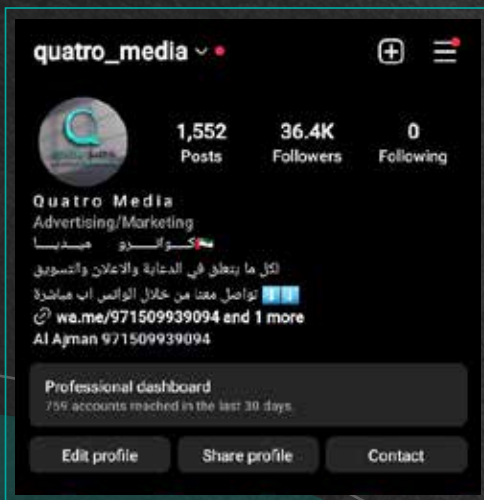 quatro_media
1,552
Posts
36.4K
Followers
0
Following
Quatro Media
Advertising/Marketing
كـــواتــــرو ميـديــــا
لكل ما يتعلق في الدعاية والاعلان والتسويق
تواصل معنا من خلال الواتس اب مباشرة
wa.me/971509939094 and 1 more
Al Ajman 971509939094
Professional dashboard
759 accounts reached in the last 30 days.
Edit profile
Share profile
Contact